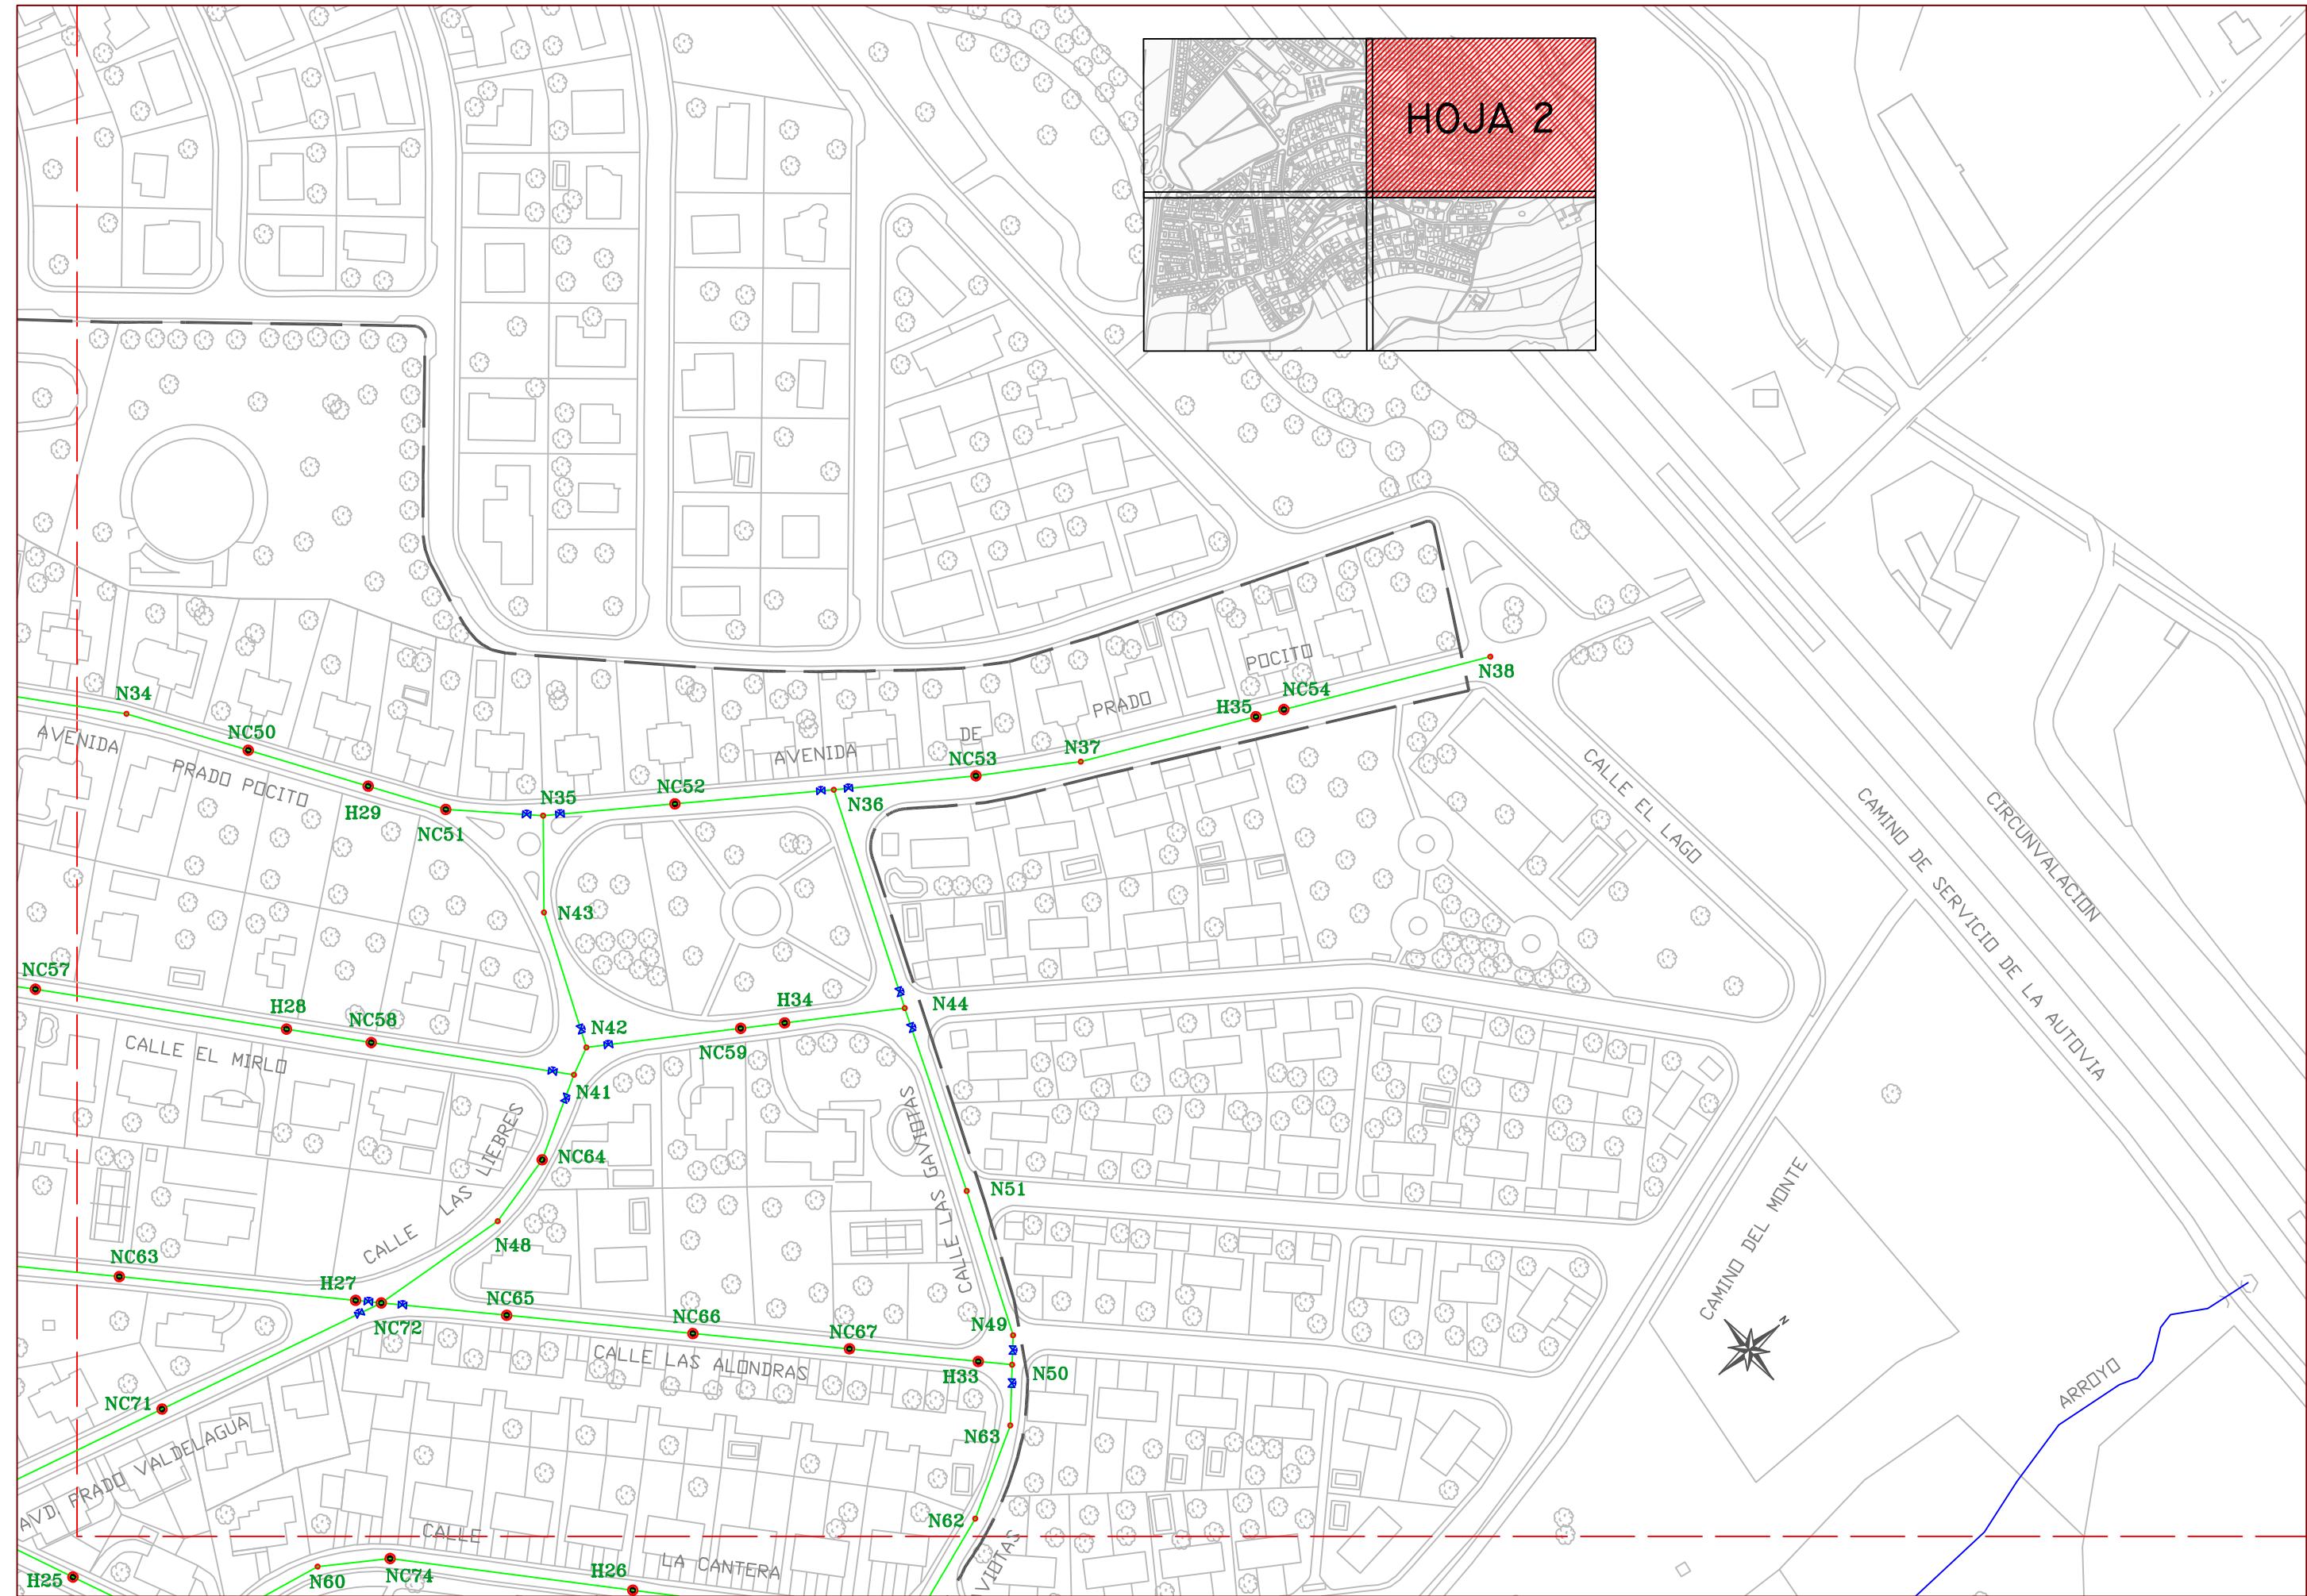 HOJA 2
N38
POCITO
NC54
H35
PRADO
N34
NC50
AVENIDA
DE
AVENIDA
N37
NC53
PRADO POCITO
H29
NC52
N35
N36
NC51
CALLE EL LAGO
CAMINO DE SERVICIO DE LA AUTOVIA
CIRCUNVALACION
N43
NC57
H28
NC58
H34
N44
N42
NC59
CALLE EL MIRLO
N41
CALLE LAS LIEBRES
NC64
CALLE LAS GAVIOTAS
N51
CAMINO DEL MONTE
N48
NC63
H27
NC65
NC72
NC66
NC67
N49
N
CALLE LAS ALONDRAS
H33
N50
NC71
ARROYO
N63
AVD. PRADO VALDELAGUA
N62
CALLE
LA CANTERA
VIOTAS
H25
N60
NC74
H26